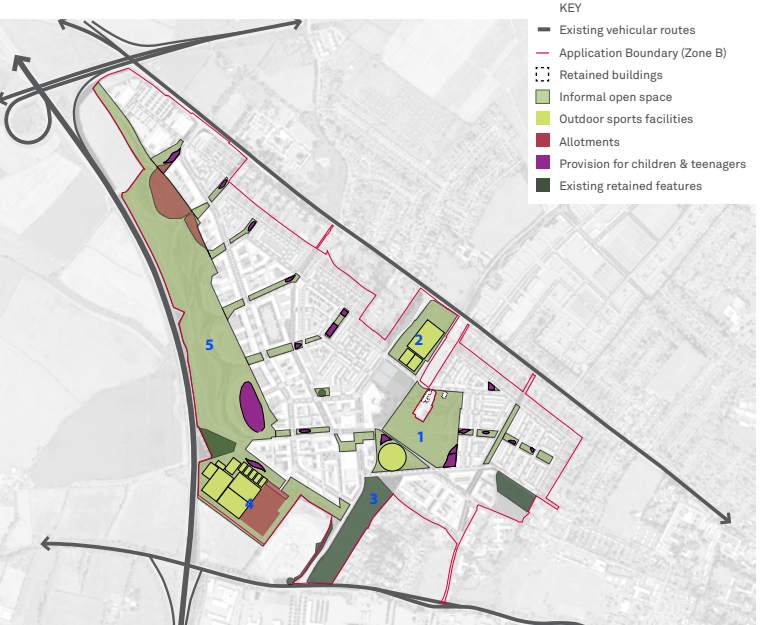 KEY
Existing vehicular routes
Application Boundary (Zone B)
Retained buildings
Informal open space
Outdoor sports facilities
Allotments
Provision for children & teenagers
Existing retained features
2
5
1
3
4